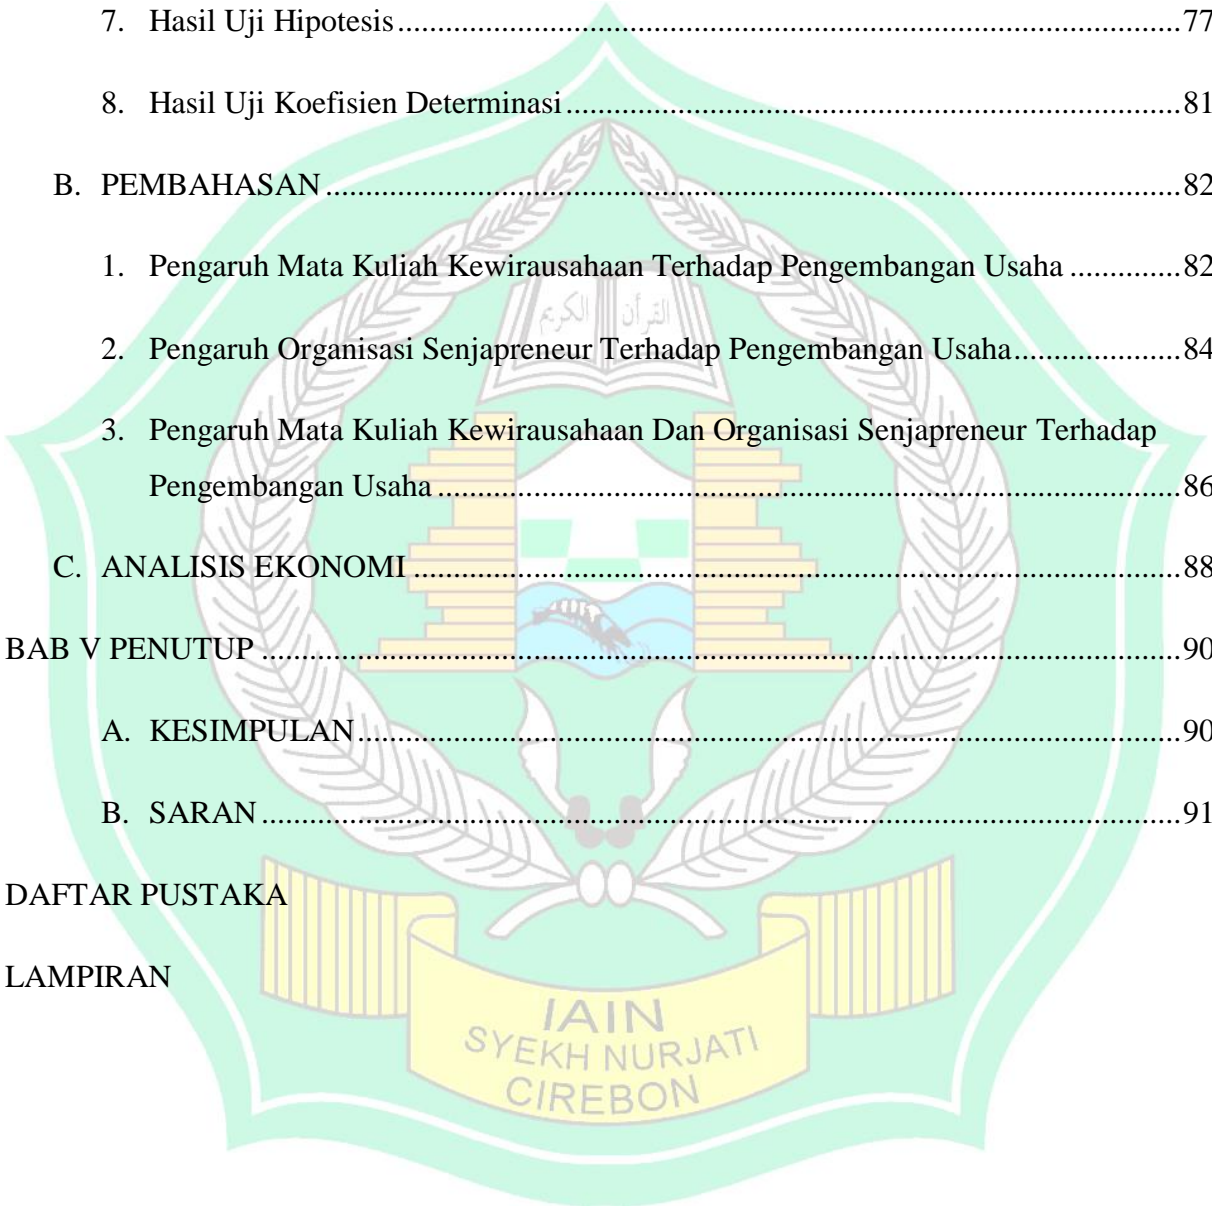 7. Hasil Uji Hipotesis........77
8. Hasil Uji Koefisien Determinasi........81
B. PEMBAHASAN........82
1. Pengaruh Mata Kuliah Kewirausahaan Terhadap Pengembangan Usaha........82
2. Pengaruh Organisasi Senjapreneur Terhadap Pengembangan Usaha........84
3. Pengaruh Mata Kuliah Kewirausahaan Dan Organisasi Senjapreneur Terhadap
Pengembangan Usaha........86
C. ANALISIS EKONOMI........88
BAB V PENUTUP........90
A. KESIMPULAN........90
B. SARAN........91
DAFTAR PUSTAKA
LAMPIRAN
القرآن الكريم
IAIN
SYEKH NURJATI
CIREBON